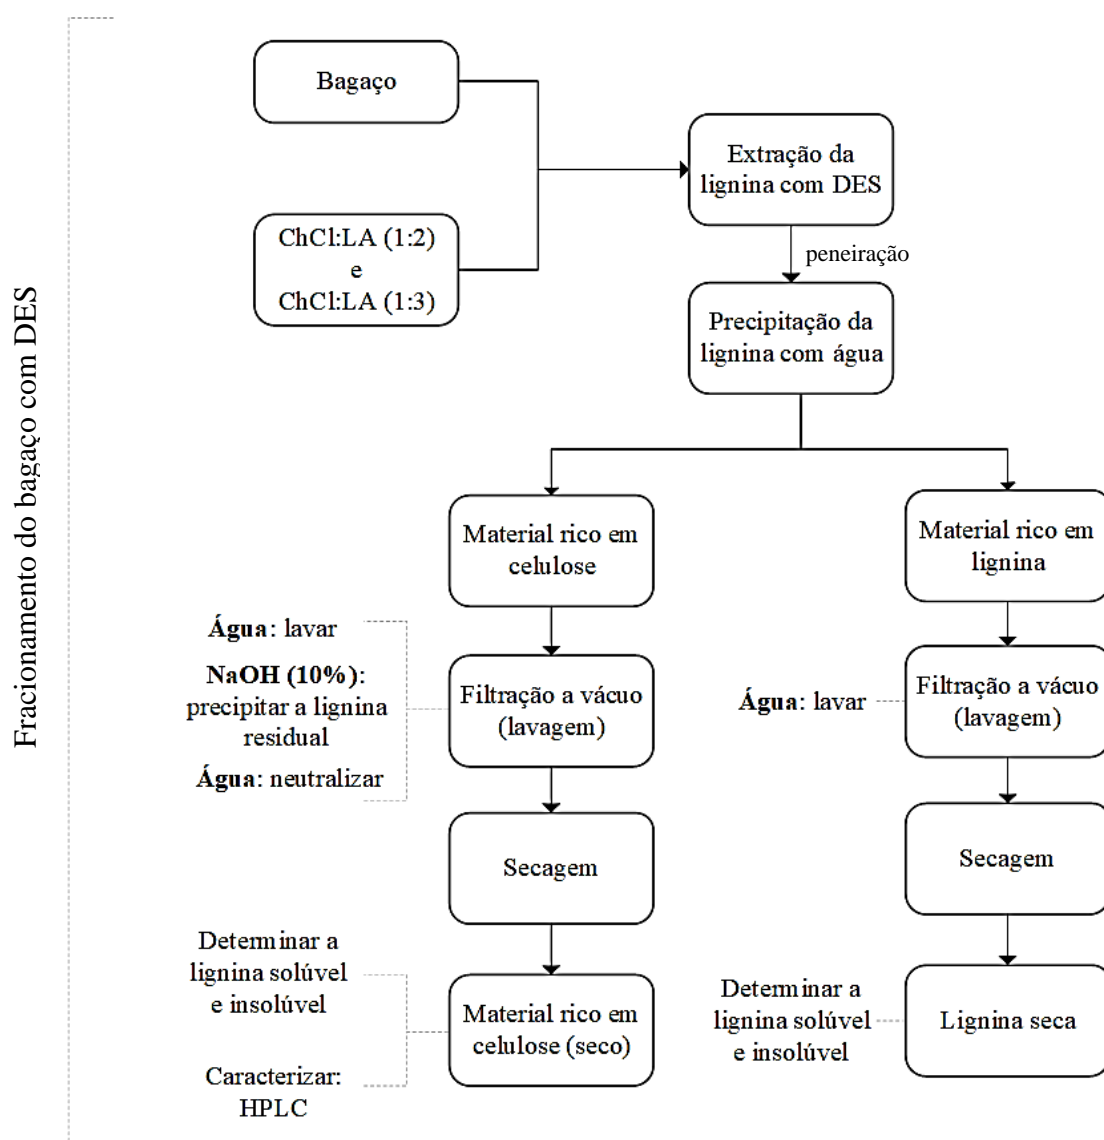 Fracionamento do bagaço com DES
Bagaço
ChCl:LA (1:2)
e
ChCl:LA (1:3)
Extração da
lignina com DES
peneiração
Precipitação da
lignina com água
Material rico em
celulose
Material rico em
lignina
Água: lavar
NaOH (10%):
precipitar a lignina
residual
Água: neutralizar
Filtração a vácuo
(lavagem)
Água: lavar
Filtração a vácuo
(lavagem)
Secagem
Secagem
Determinar a
lignina solúvel
e insolúvel
Caracterizar:
HPLC
Material rico em
celulose (seco)
Determinar a
lignina solúvel
e insolúvel
Lignina seca